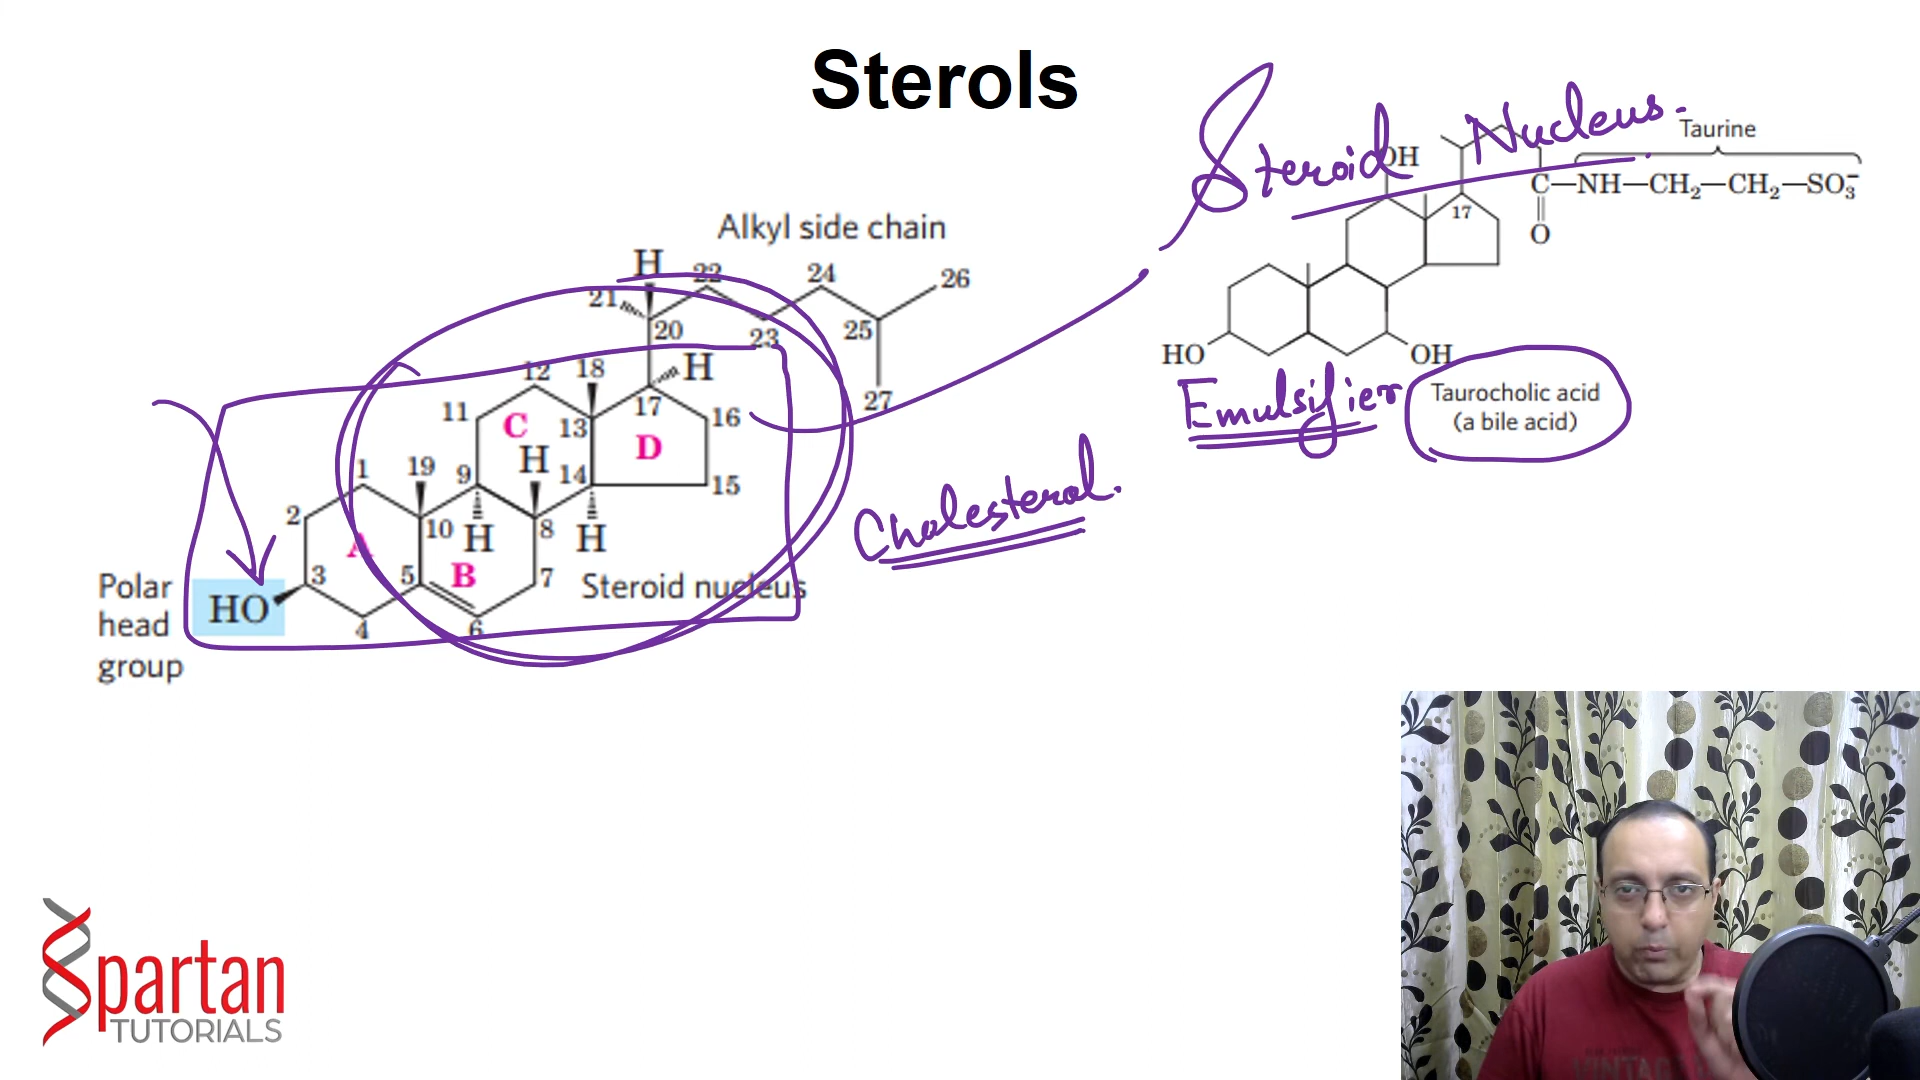 Sterols
Steroid Nucleus.
Taurine
OH
C—NH—CH₂—CH₂—SO₃⁻
17
O
HO
OH
Emulsifier
Taurocholic acid
(a bile acid)
Alkyl side chain
H
22
24
26
21
20
23
25
12
18
H
27
11
C
13
17
16
D
1
19
9
H
14
15
2
10
H
8
H
A
3
5
B
7
Steroid nucleus
4
6
Polar
head
group
HO
Cholesterol.
Spartan
TUTORIALS
VINTAGE